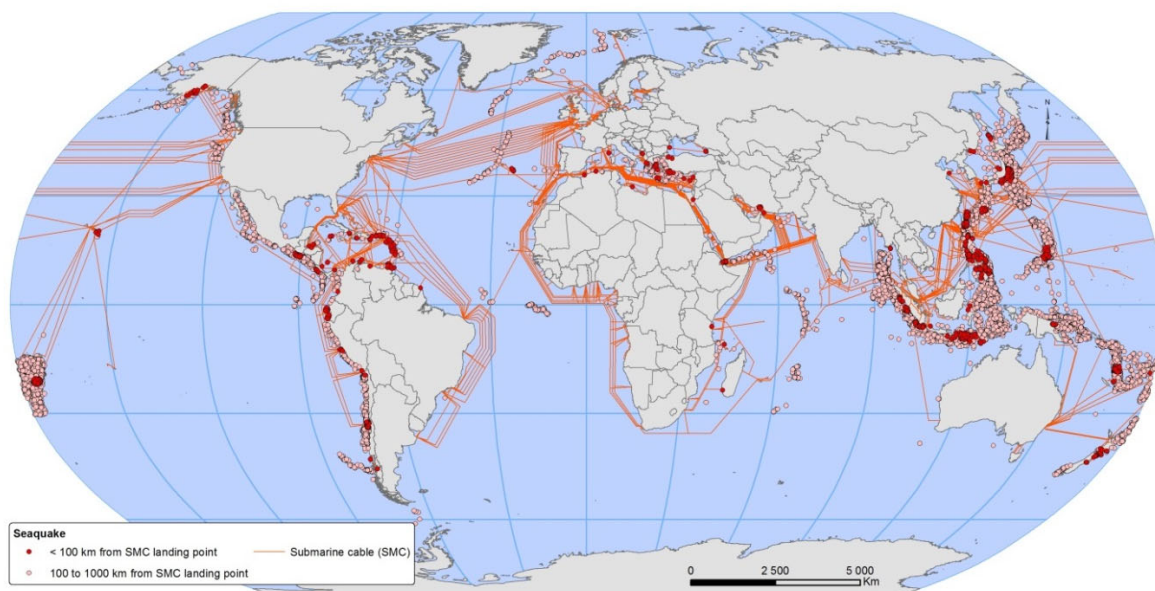 N
Seaquake
< 100 km from SMC landing point
Submarine cable (SMC)
100 to 1000 km from SMC landing point
0 2 500 5 000
Km